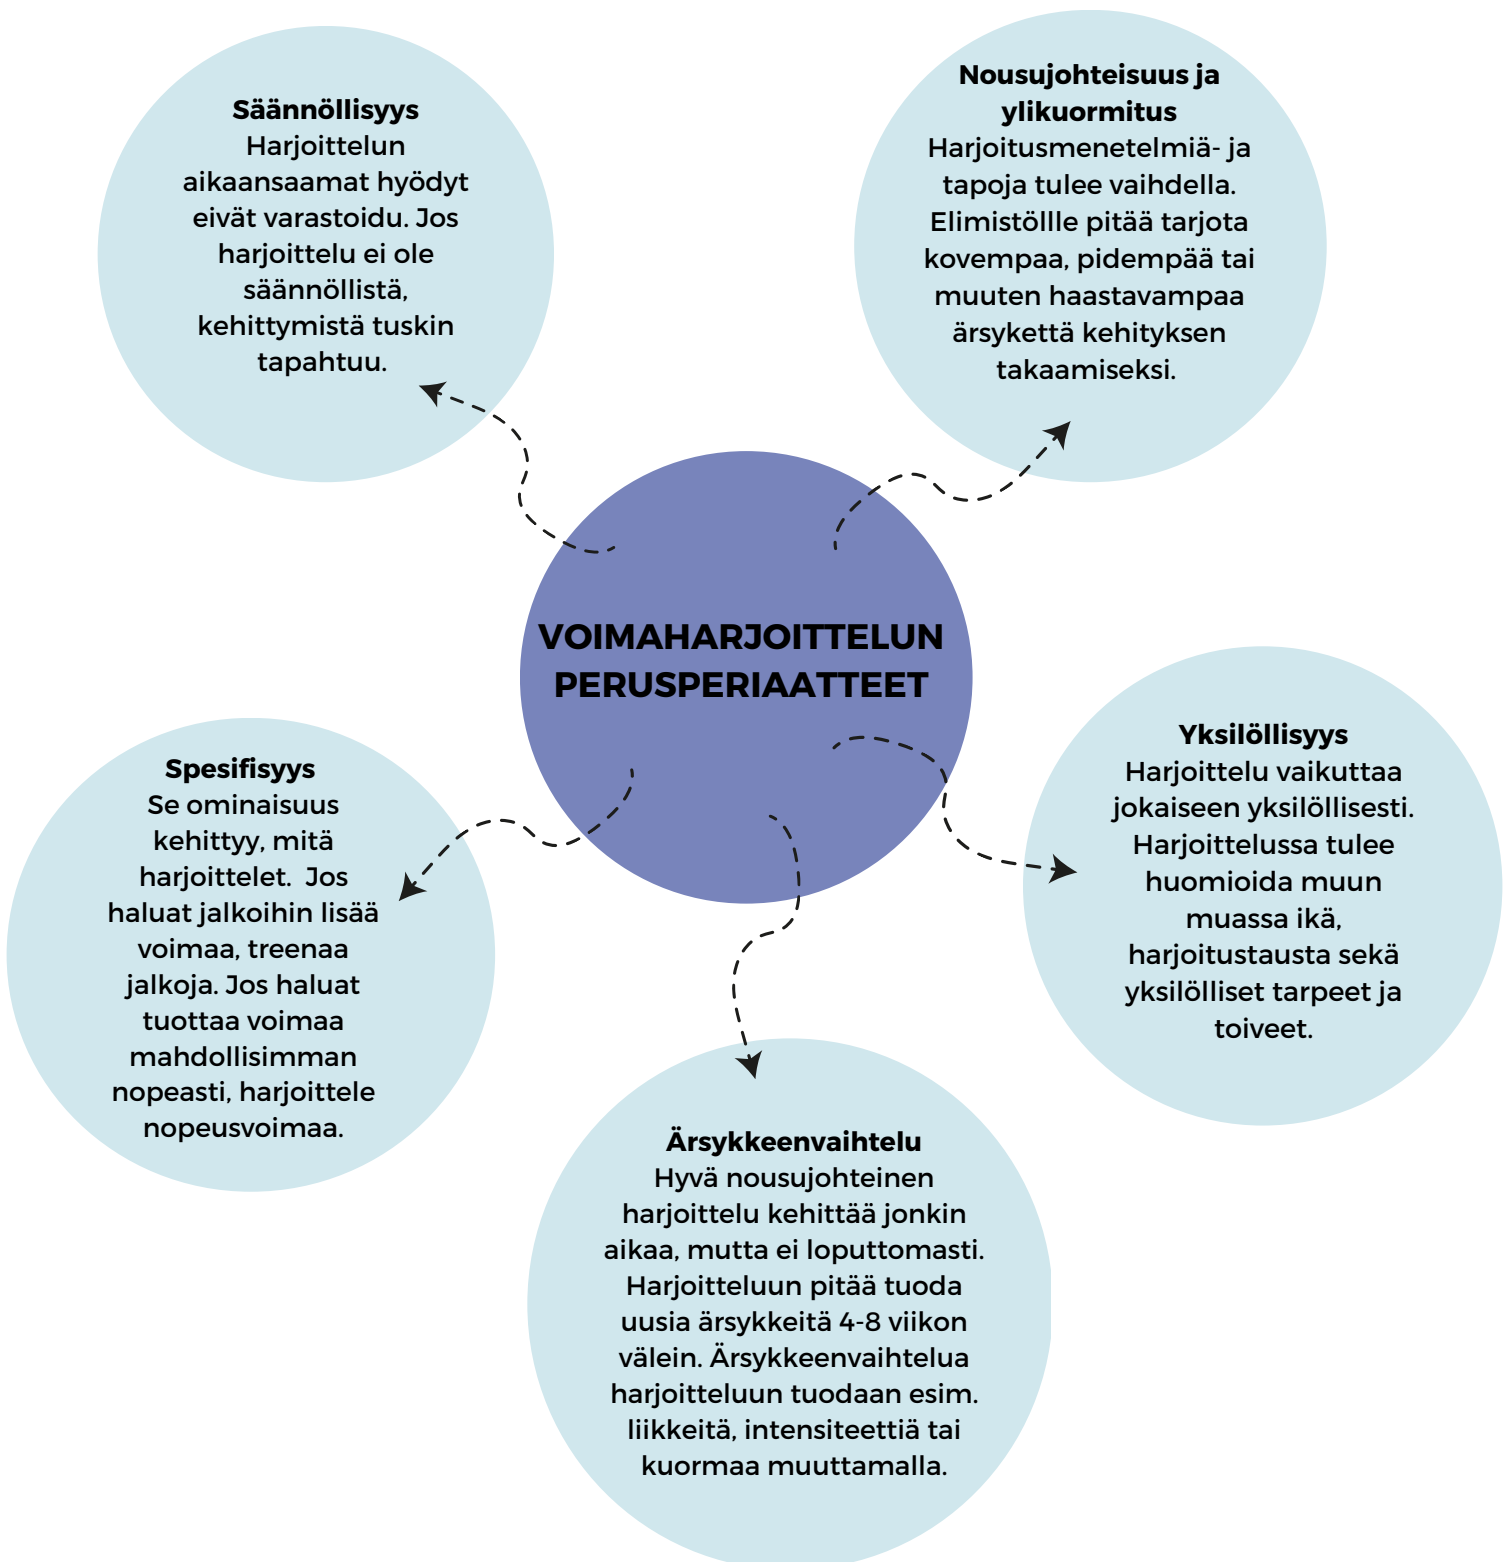 Säännöllisyys
Harjoittelun
aikaansaamat hyödyt
eivät varastoidu. Jos
harjoittelu ei ole
säännöllistä,
kehittymistä tuskin
tapahtuu.
Nousujohteisuus ja
ylikuormitus
Harjoitusmenetelmiä- ja
tapoja tulee vaihdella.
Elimistöllle pitää tarjota
kovempaa, pidempää tai
muuten haastavampaa
ärsykettä kehityksen
takaamiseksi.
VOIMAHARJOITTELUN
PERUSPERIAATTEET
Spesifisyys
Se ominaisuus
kehittyy, mitä
harjoittelet. Jos
haluat jalkoihin lisää
voimaa, treenaa
jalkoja. Jos haluat
tuottaa voimaa
mahdollisimman
nopeasti, harjoittele
nopeusvoimaa.
Yksilöllisyys
Harjoittelu vaikuttaa
jokaiseen yksilöllisesti.
Harjoittelussa tulee
huomioida muun
muassa ikä,
harjoitustausta sekä
yksilölliset tarpeet ja
toiveet.
Ärsykkeenvaihtelu
Hyvä nousujohteinen
harjoittelu kehittää jonkin
aikaa, mutta ei loputtomasti.
Harjoitteluun pitää tuoda
uusia ärsykkeitä 4-8 viikon
välein. Ärsykkeenvaihtelua
harjoitteluun tuodaan esim.
liikkeitä, intensiteettiä tai
kuormaa muuttamalla.